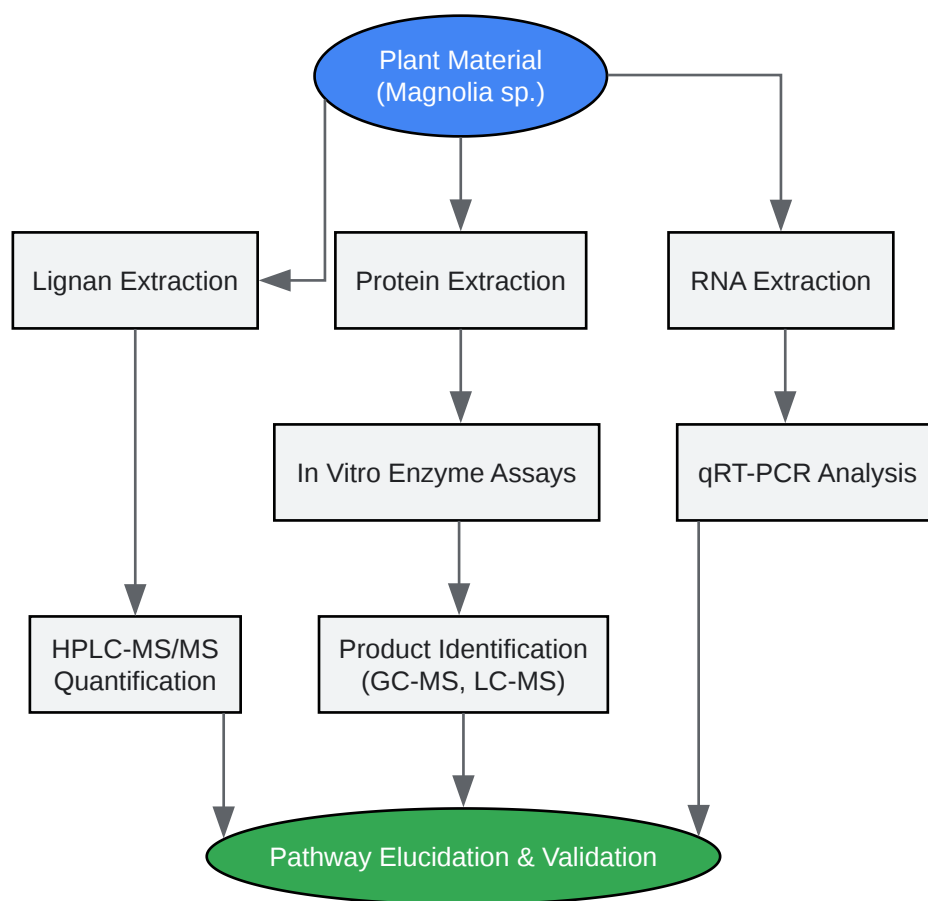 Plant Material
(Magnolia sp.)
Lignan Extraction
Protein Extraction
RNA Extraction
In Vitro Enzyme Assays
qRT-PCR Analysis
HPLC-MS/MS
Quantification
Product Identification
(GC-MS, LC-MS)
Pathway Elucidation & Validation